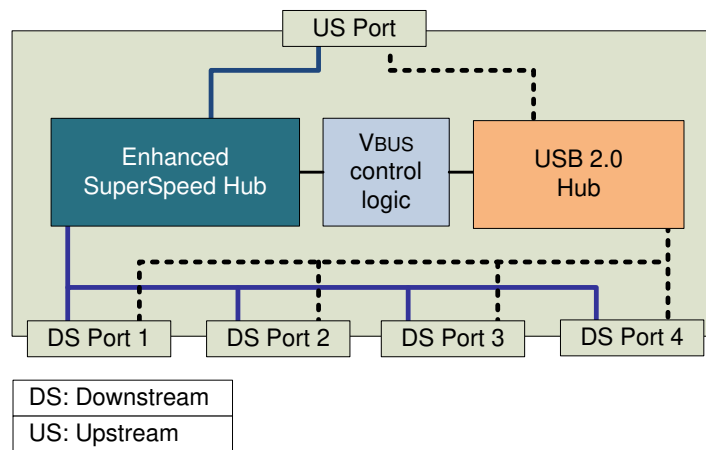 US Port
Enhanced
SuperSpeed Hub
VBUS
control
logic
USB 2.0
Hub
DS Port 1
DS Port 2
DS Port 3
DS Port 4
DS: Downstream
US: Upstream